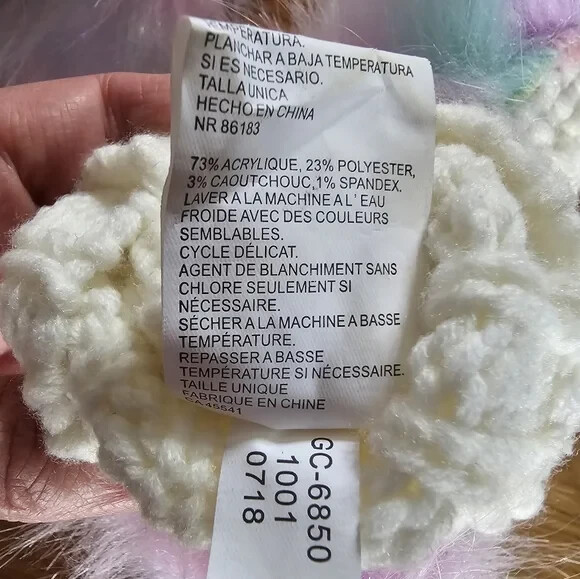 TEMPERATURA.
PLANCHAR A BAJA TEMPERATURA
SI ES NECESARIO.
TALLA UNICA
HECHO EN CHINA
NR 86183
73% ACRYLIQUE, 23% POLYESTER,
3% CAOUTCHOUC, 1% SPANDEX.
LAVER A LA MACHINE A L' EAU
FROIDE AVEC DES COULEURS
SEMBLABLES.
CYCLE DÉLICAT.
AGENT DE BLANCHIMENT SANS
CHLORE SEULEMENT SI
NÉCESSAIRE.
SÉCHER A LA MACHINE A BASSE
TEMPÉRATURE.
REPASSER A BASSE
TEMPÉRATURE SI NÉCESSAIRE.
TAILLE UNIQUE
FABRIQUE EN CHINE
CA 45541
GC-6850
1001
0718